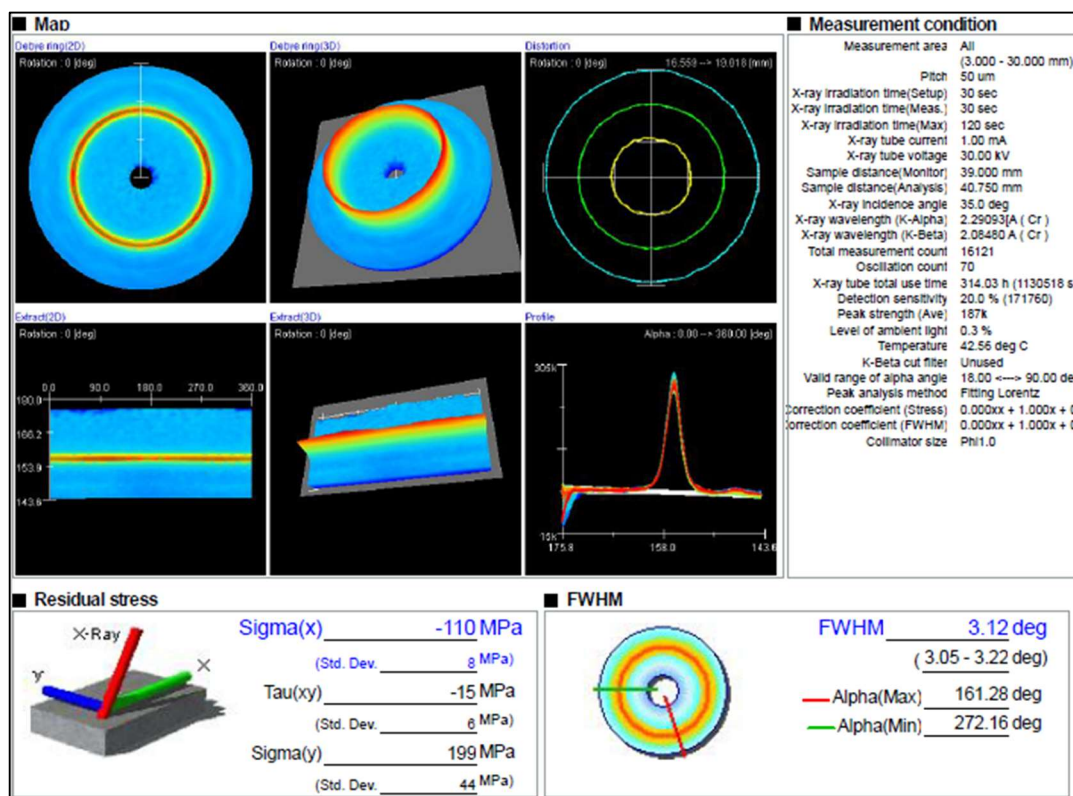 Map
Debye ring(2D)
Rotation : 0 [deg]
Debye ring(3D)
Rotation : 0 [deg]
Distortion
16.559 --> 19.818 [mm]
Extract(2D)
Rotation : 0 [deg]
0.0 90.0 180.0 270.0 360.0
190.0
166.2
153.9
143.6
Extract(3D)
Rotation : 0 [deg]
Profile
Alpha : 0.00 --> 360.00 [deg]
305k
15k
175.8 158.0 143.6
Measurement condition
Measurement area All
(3.000 - 30.000 mm)
Pitch 50 um
X-ray irradiation time(Setup) 30 sec
X-ray irradiation time(Meas.) 30 sec
X-ray irradiation time(Max) 120 sec
X-ray tube current 1.00 mA
X-ray tube voltage 30.00 kV
Sample distance(Monitor) 39.000 mm
Sample distance(Analysis) 40.750 mm
X-ray incidence angle 35.0 deg
X-ray wavelength (K-Alpha) 2.29093[A ( Cr )
X-ray wavelength (K-Beta) 2.08480 A ( Cr )
Total measurement count 16121
Oscillation count 70
X-ray tube total use time 314.03 h (1130518 s
Detection sensitivity 20.0 % (171760)
Peak strength (Ave) 187k
Level of ambient light 0.3 %
Temperature 42.56 deg C
K-Beta cut filter Unused
Valid range of alpha angle 18.00 <---> 90.00 de
Peak analysis method Fitting Lorentz
Correction coefficient (Stress) 0.000xx + 1.000x + 0
Correction coefficient (FWHM) 0.000xx + 1.000x + 0
Collimator size Phi1.0
Residual stress
X-Ray
X
y
Sigma(x) -110 MPa
(Std. Dev. 8 MPa)
Tau(xy) -15 MPa
(Std. Dev. 6 MPa)
Sigma(y) 199 MPa
(Std. Dev. 44 MPa)
FWHM
FWHM 3.12 deg
( 3.05 - 3.22 deg)
Alpha(Max) 161.28 deg
Alpha(Min) 272.16 deg